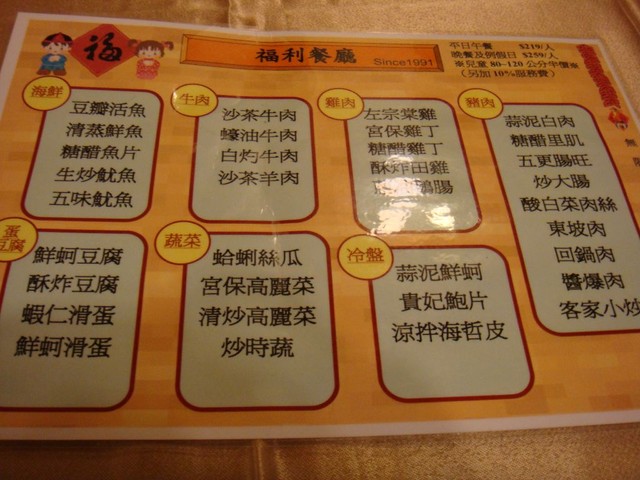 福
福利餐廳
Since1991
平日午餐 $219/人
晚餐及例假日 $259/人
※兒童 80~120 公分半價※
(另加10%服務費)
海鮮
豆瓣活魚
清蒸鮮魚
糖醋魚片
生炒魷魚
五味魷魚
牛肉
沙茶牛肉
蠔油牛肉
白灼牛肉
沙茶羊肉
雞肉
左宗棠雞
宮保雞丁
糖醋雞丁
酥炸田雞
腸
豬肉
蒜泥白肉
糖醋里肌
五更腸旺
炒大腸
酸白菜肉絲
東坡肉
回鍋肉
醬爆肉
客家小炒
無
限
蛋
豆腐
鮮蚵豆腐
酥炸豆腐
蝦仁滑蛋
鮮蚵滑蛋
蔬菜
蛤蜊絲瓜
宮保高麗菜
清炒高麗菜
炒時蔬
冷盤
蒜泥鮮蚵
貴妃鮑片
涼拌海哲皮